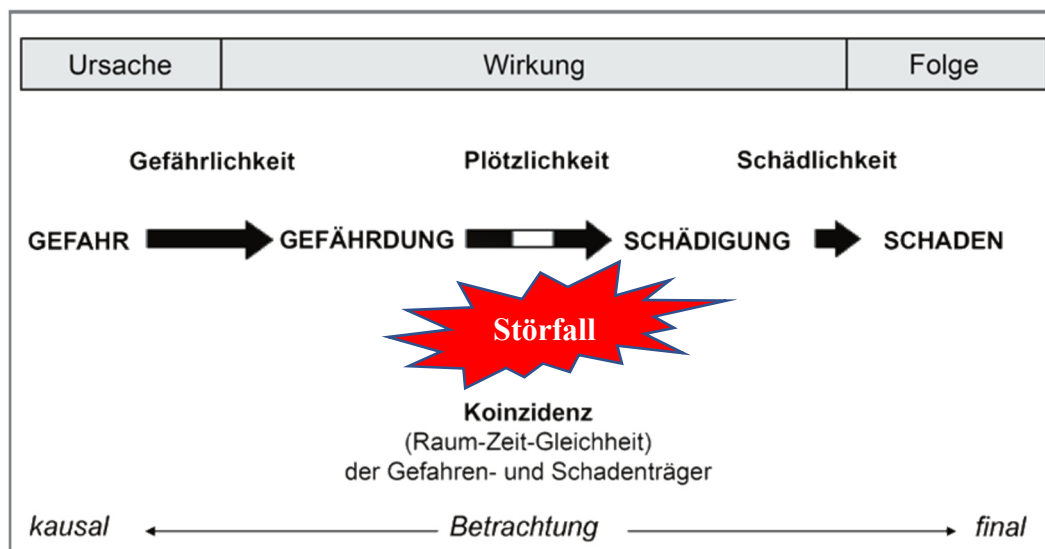 Ursache Wirkung Folge
Gefährlichkeit Plötzlichkeit Schädlichkeit
GEFAHR GEFÄHRDUNG SCHÄDIGUNG SCHADEN
Störfall
Koinzidenz
(Raum-Zeit-Gleichheit)
der Gefahren- und Schadenträger
kausal Betrachtung final